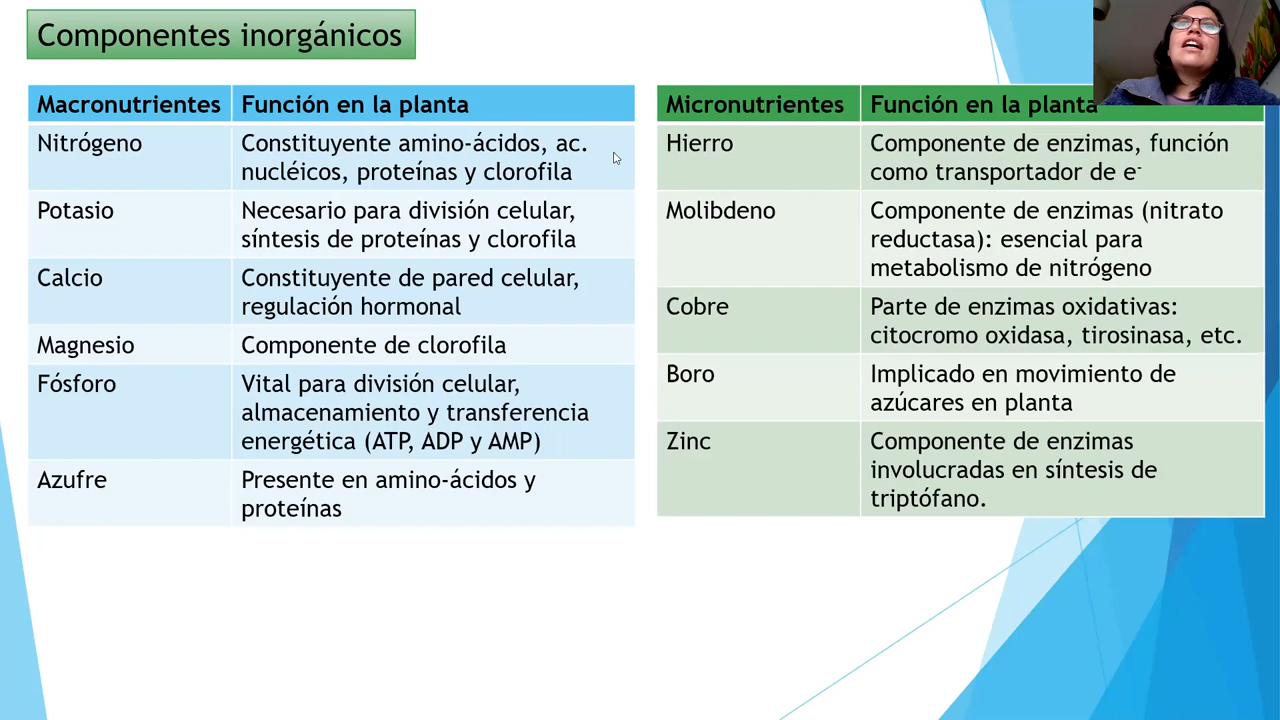 Componentes inorgánicos
Macronutrientes Función en la planta
Nitrógeno Constituyente amino-ácidos, ac.
nucléicos, proteínas y clorofila
Potasio Necesario para división celular,
síntesis de proteínas y clorofila
Calcio Constituyente de pared celular,
regulación hormonal
Magnesio Componente de clorofila
Fósforo Vital para división celular,
almacenamiento y transferencia
energética (ATP, ADP y AMP)
Azufre Presente en amino-ácidos y
proteínas
Micronutrientes Función en la planta
Hierro Componente de enzimas, función
como transportador de e⁻
Molibdeno Componente de enzimas (nitrato
reductasa): esencial para
metabolismo de nitrógeno
Cobre Parte de enzimas oxidativas:
citocromo oxidasa, tirosinasa, etc.
Boro Implicado en movimiento de
azúcares en planta
Zinc Componente de enzimas
involucradas en síntesis de
triptófano.